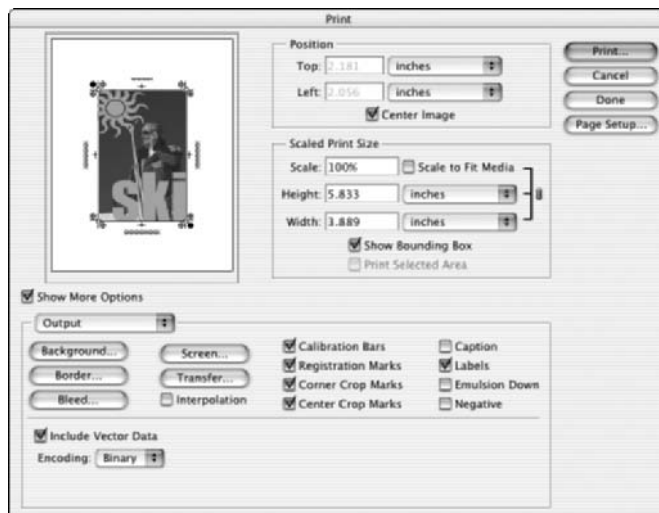 Print
Position
Top: 2.181 inches
Left: 2.056 inches
Center Image
Print...
Cancel
Done
Page Setup...
ski
Scaled Print Size
Scale: 100% Scale to Fit Media
Height: 5.833 inches
Width: 3.889 inches
Show Bounding Box
Print Selected Area
Show More Options
Output
Background...
Border...
Bleed...
Screen...
Transfer...
Interpolation
Calibration Bars
Registration Marks
Corner Crop Marks
Center Crop Marks
Caption
Labels
Emulsion Down
Negative
Include Vector Data
Encoding: Binary